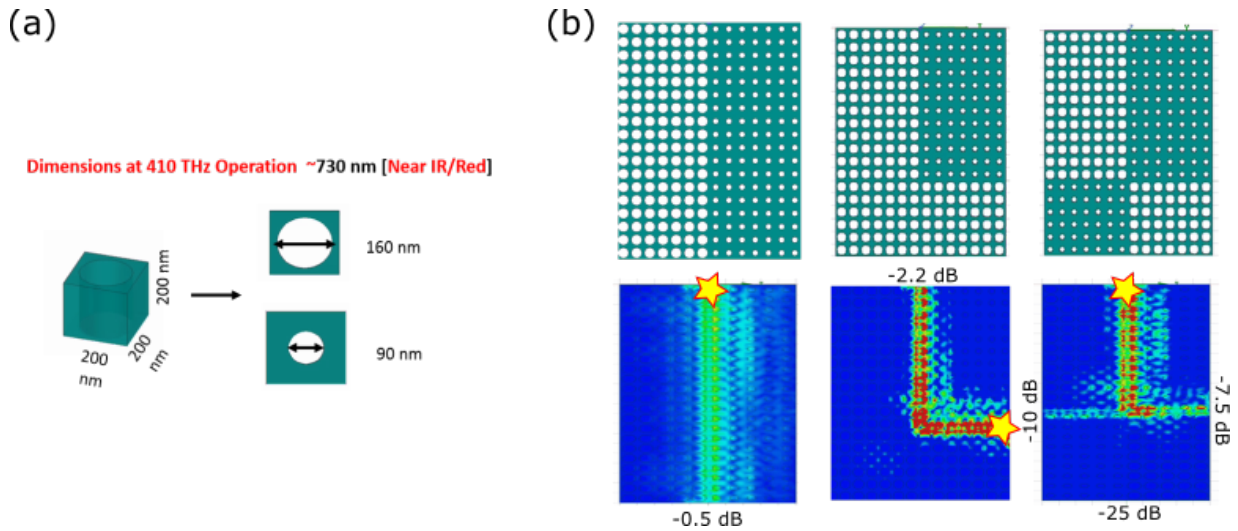 (a)
(b)
Dimensions at 410 THz Operation ~730 nm [Near IR/Red]
200 nm
200 nm
200
nm
160 nm
90 nm
-2.2 dB
-10 dB
-7.5 dB
-0.5 dB
-25 dB